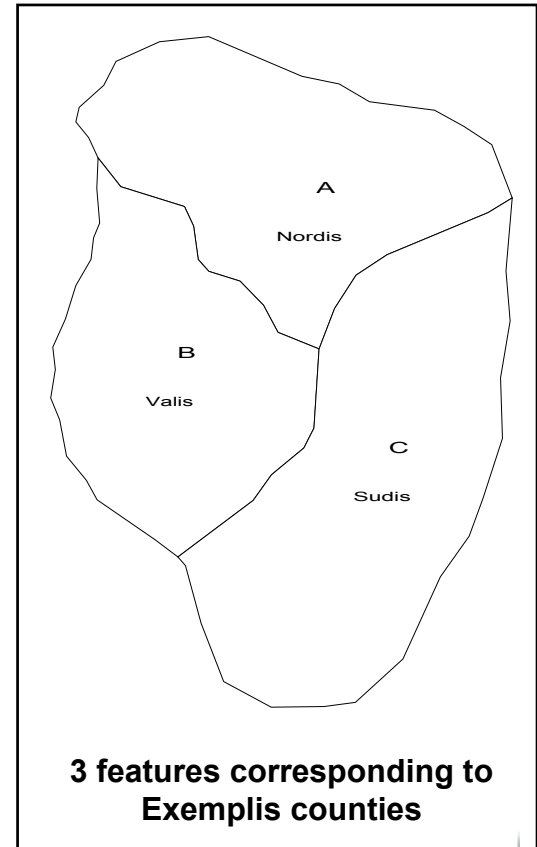 A
Nordis
B
Valis
C
Sudis
3 features corresponding to
Exemplis counties